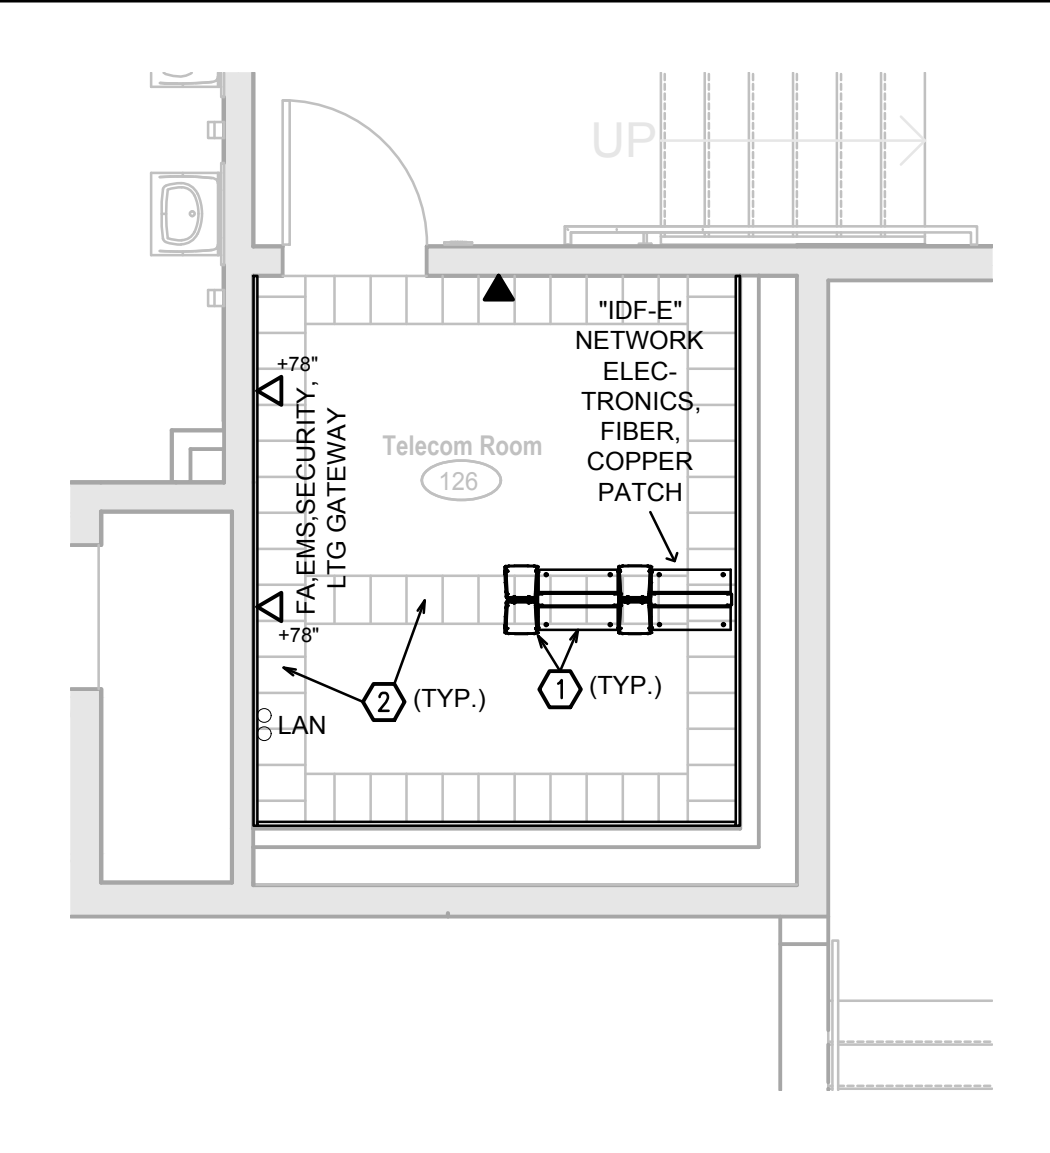 UP
"IDF-E"
NETWORK
ELEC-
TRONICS,
FIBER,
COPPER
PATCH
+78"
FA,EMS,SECURITY,
LTG GATEWAY
Telecom Room
126
+78"
1 (TYP.)
2 (TYP.)
LAN